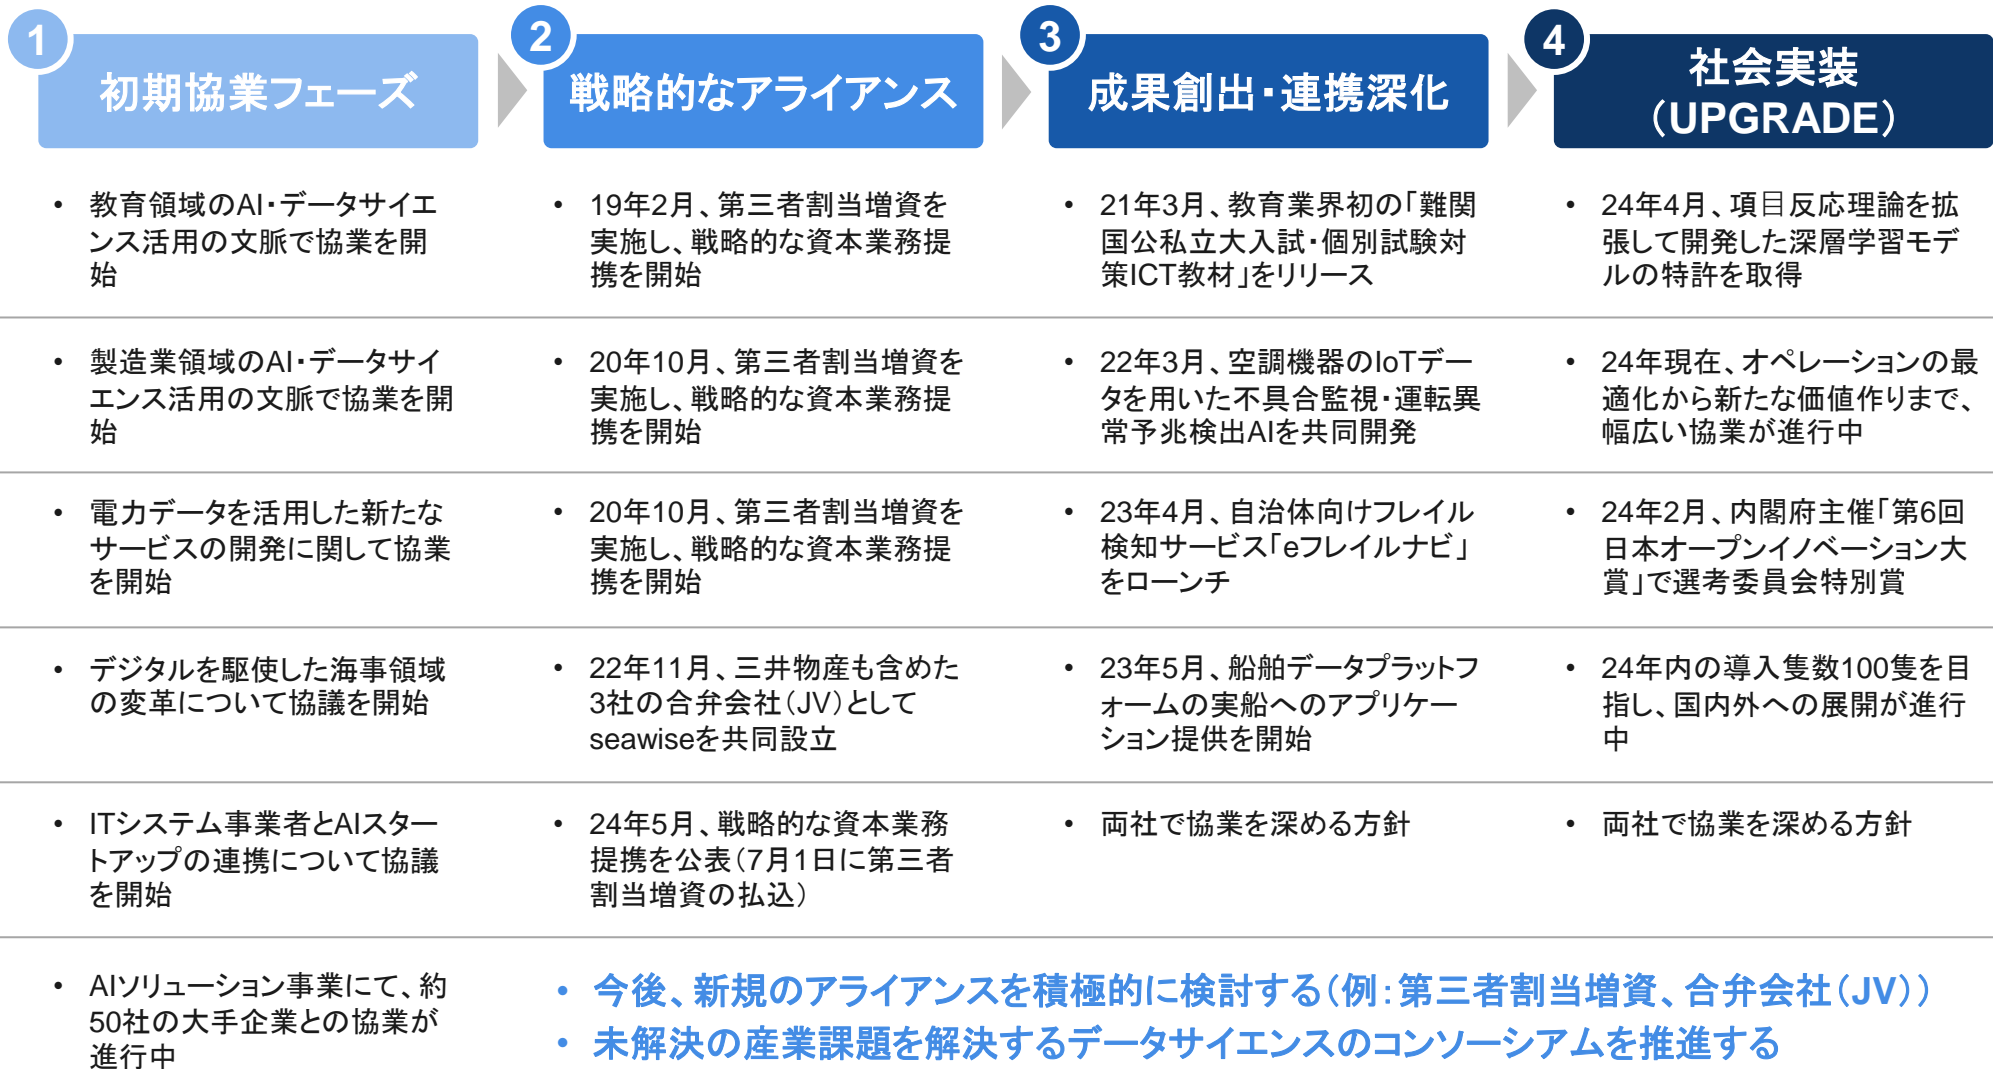 1
初期協業フェーズ
2
戦略的なアライアンス
3
成果創出・連携深化
4
社会実装
（UPGRADE）
• 教育領域のAI・データサイエ
ンス活用の文脈で協業を開
始
• 19年2月、第三者割当増資を
実施し、戦略的な資本業務提
携を開始
• 21年3月、教育業界初の「難関
国公私立大入試・個別試験対
策ICT教材」をリリース
• 24年4月、項目反応理論を拡
張して開発した深層学習モデ
ルの特許を取得
• 製造業領域のAI・データサイ
エンス活用の文脈で協業を開
始
• 20年10月、第三者割当増資を
実施し、戦略的な資本業務提
携を開始
• 22年3月、空調機器のIoTデー
タを用いた不具合監視・運転異
常予兆検出AIを共同開発
• 24年現在、オペレーションの最
適化から新たな価値作りまで、
幅広い協業が進行中
• 電力データを活用した新たな
サービスの開発に関して協業
を開始
• 20年10月、第三者割当増資を
実施し、戦略的な資本業務提
携を開始
• 23年4月、自治体向けフレイル
検知サービス「eフレイルナビ」
をローンチ
• 24年2月、内閣府主催「第6回
日本オープンイノベーション大
賞」で選考委員会特別賞
• デジタルを駆使した海事領域
の変革について協議を開始
• 22年11月、三井物産も含めた
3社の合弁会社（JV）として
seawiseを共同設立
• 23年5月、船舶データプラットフ
ォームの実船へのアプリケー
ション提供を開始
• 24年内の導入隻数100隻を目
指し、国内外への展開が進行
中
• ITシステム事業者とAIスター
トアップの連携について協議
を開始
• 24年5月、戦略的な資本業務
提携を公表（7月1日に第三者
割当増資の払込）
• 両社で協業を深める方針
• 両社で協業を深める方針
• AIソリューション事業にて、約
50社の大手企業との協業が
進行中
• 今後、新規のアライアンスを積極的に検討する（例：第三者割当増資、合弁会社（JV））
• 未解決の産業課題を解決するデータサイエンスのコンソーシアムを推進する